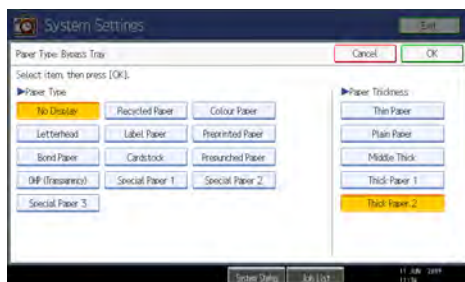 System Settings
Exit
Paper Type: Bypass Tray
Cancel
OK
Select item, then press [OK].
▶Paper Type
▶Paper Thickness
No Display
Recycled Paper
Colour Paper
Thin Paper
Letterhead
Label Paper
Preprinted Paper
Plain Paper
Bond Paper
Cardstock
Prepunched Paper
Middle Thick
OHP (Transparency)
Special Paper 1
Special Paper 2
Thick Paper 1
Special Paper 3
Thick Paper 2
System Status
Job List
2009